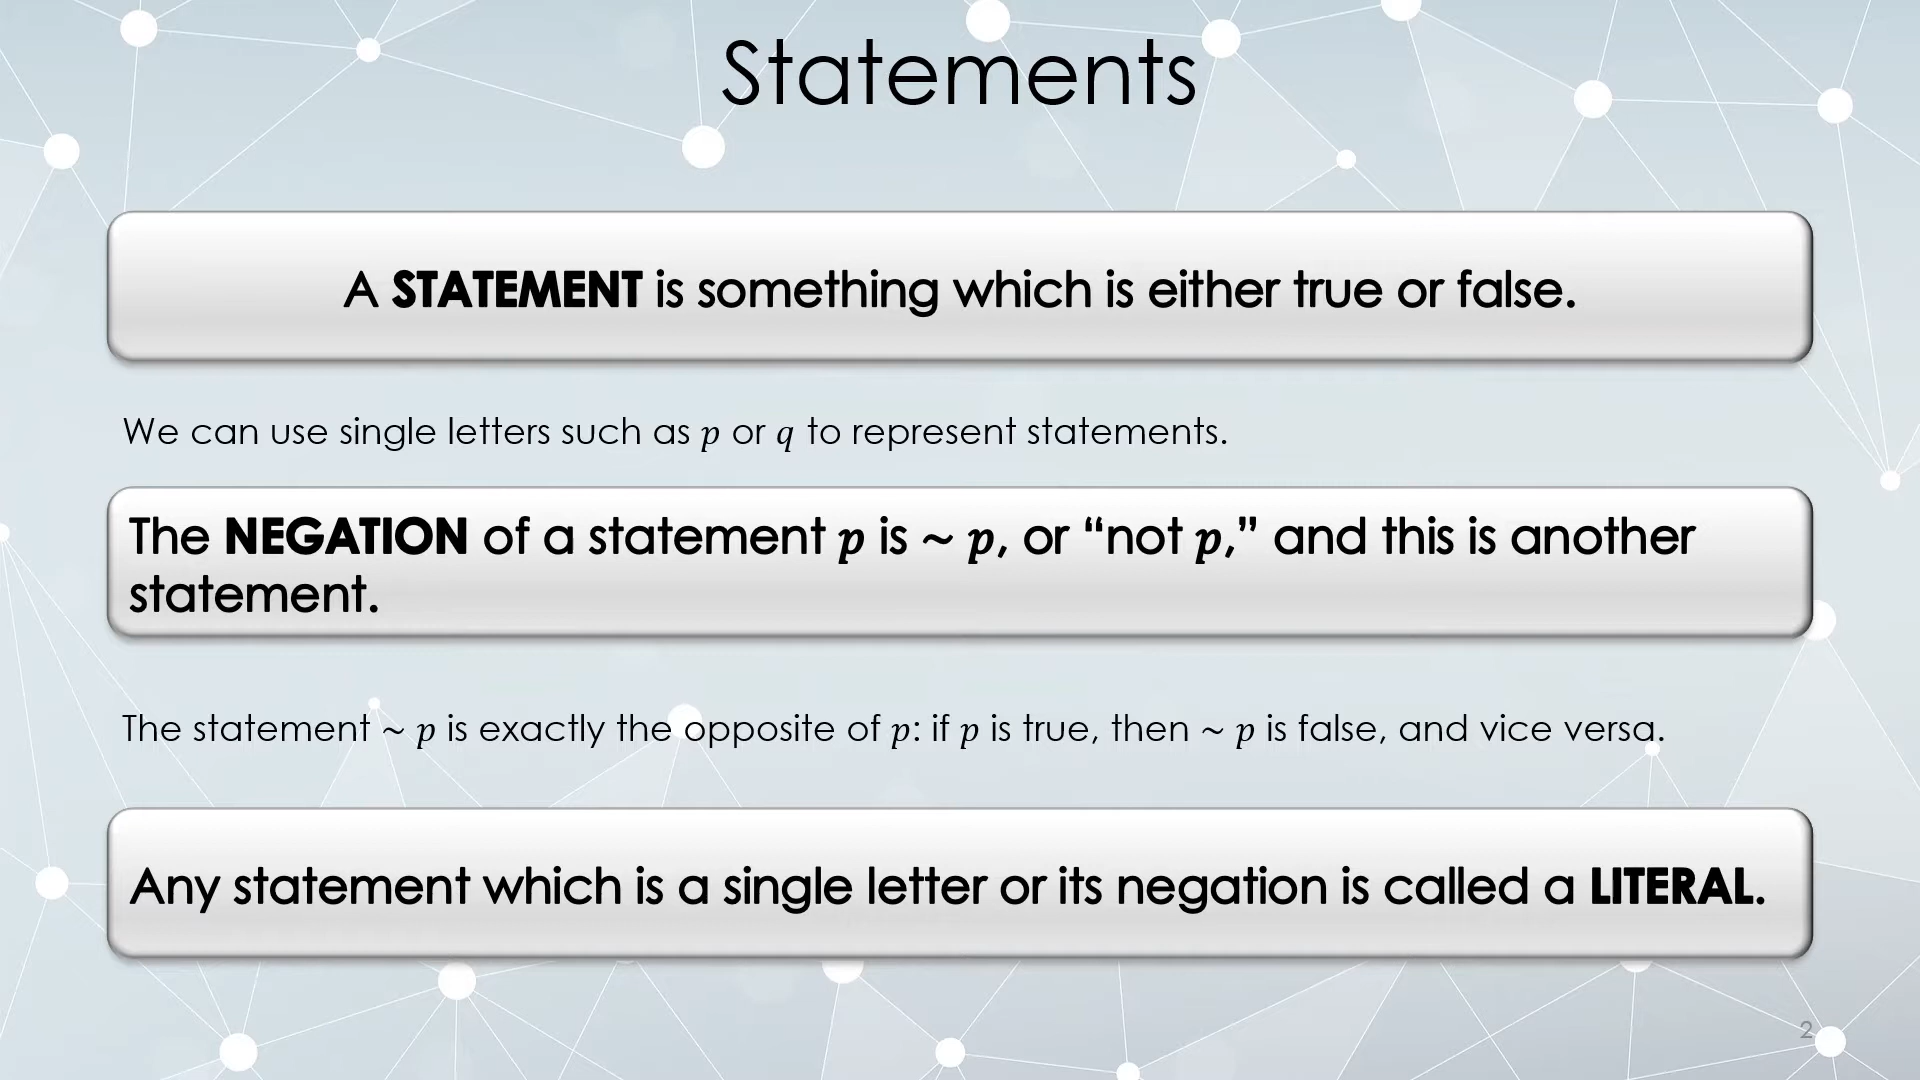 Statements
A STATEMENT is something which is either true or false.
We can use single letters such as p or q to represent statements.
The NEGATION of a statement p is ~ p, or “not p,” and this is another
statement.
The statement ~ p is exactly the opposite of p: if p is true, then ~ p is false, and vice versa.
Any statement which is a single letter or its negation is called a LITERAL.
2